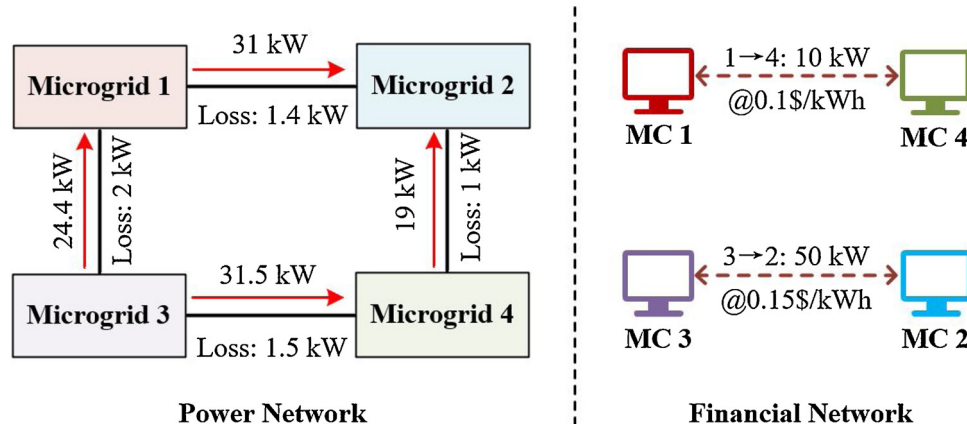 31 kW
Microgrid 1
Microgrid 2
Loss: 1.4 kW
24.4 kW
Loss: 2 kW
19 kW
Loss: 1 kW
31.5 kW
Microgrid 3
Microgrid 4
Loss: 1.5 kW
Power Network
1→4: 10 kW
@0.1$/kWh
MC 1
MC 4
3→2: 50 kW
@0.15$/kWh
MC 3
MC 2
Financial Network